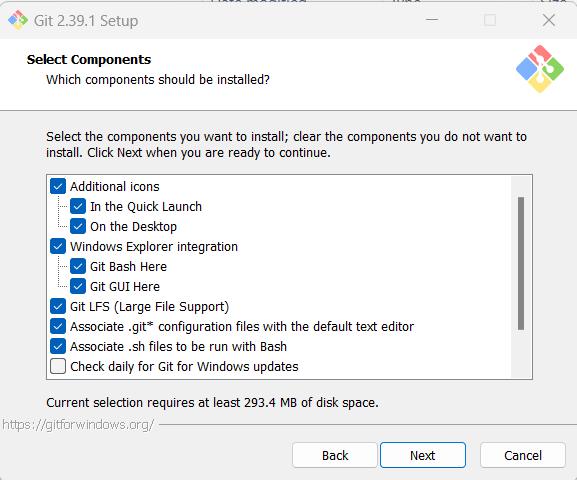 Git 2.39.1 Setup
Select Components
Which components should be installed?
Select the components you want to install; clear the components you do not want to
install. Click Next when you are ready to continue.
Additional icons
In the Quick Launch
On the Desktop
Windows Explorer integration
Git Bash Here
Git GUI Here
Git LFS (Large File Support)
Associate .git* configuration files with the default text editor
Associate .sh files to be run with Bash
Check daily for Git for Windows updates
Current selection requires at least 293.4 MB of disk space.
https://gitforwindows.org/
Back
Next
Cancel